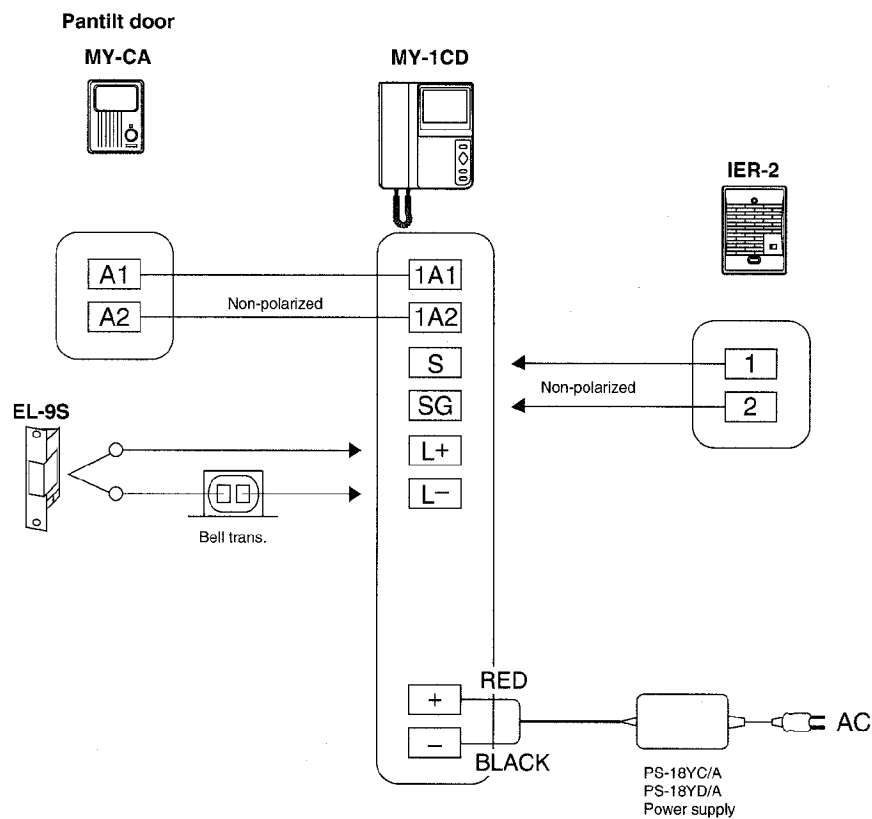 Pantilt door
MY-CA
MY-1CD
IER-2
A1
1A1
Non-polarized
A2
1A2
S
1
Non-polarized
SG
2
EL-9S
L+
L−
Bell trans.
+
RED
AC
−
BLACK
PS-18YC/A
PS-18YD/A
Power supply